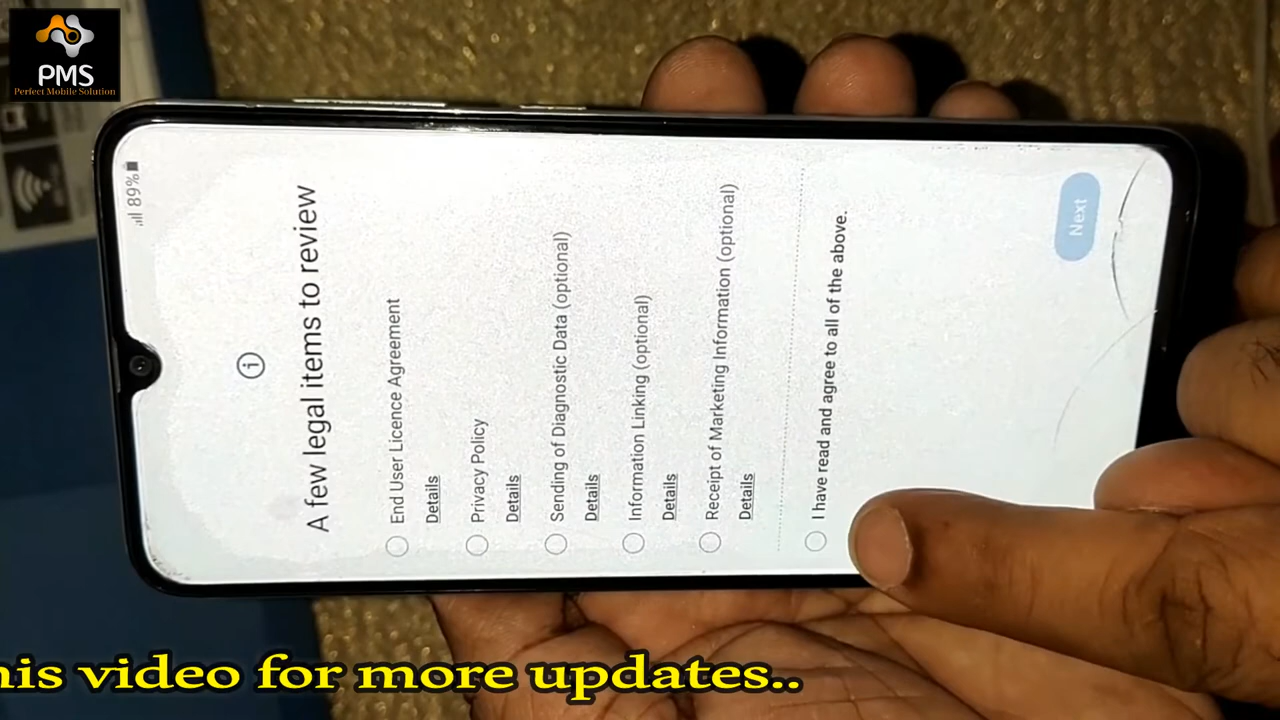 PMS
Perfect Mobile Solution
89%
A few legal items to review
End User Licence Agreement
Details
Privacy Policy
Details
Sending of Diagnostic Data (optional)
Details
Information Linking (optional)
Details
Receipt of Marketing Information (optional)
Details
I have read and agree to all of the above.
Next
his video for more updates..